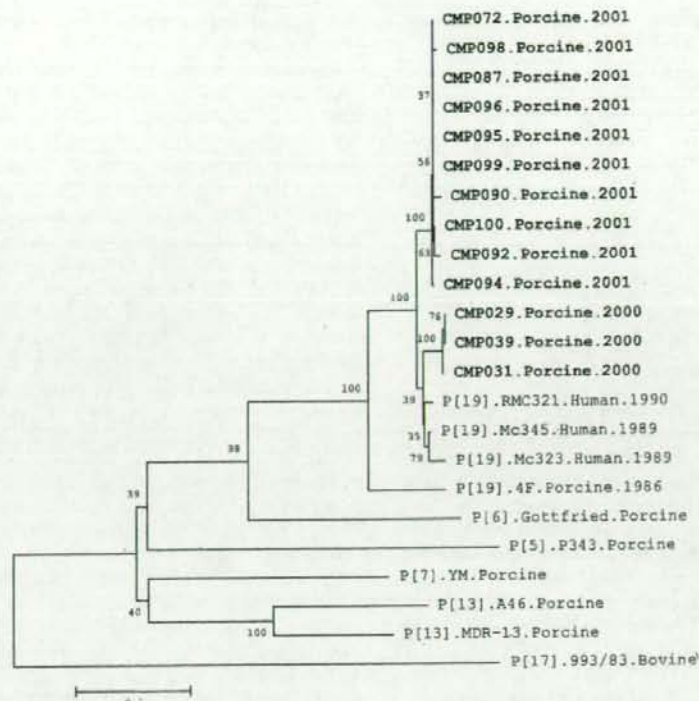 CMP072.Porcine.2001
CMP098.Porcine.2001
CMP087.Porcine.2001
37
CMP096.Porcine.2001
CMP095.Porcine.2001
56
CMP099.Porcine.2001
CMP090.Porcine.2001
100
CMP100.Porcine.2001
63
CMP092.Porcine.2001
CMP094.Porcine.2001
100
76
CMP029.Porcine.2000
100
CMP039.Porcine.2000
CMP031.Porcine.2000
100
39
P[19].RMC321.Human.1990
35
P[19].Mc345.Human.1989
79
P[19].Mc323.Human.1989
P[19].4F.Porcine.1986
98
P[6].Gottfried.Porcine
39
P[5].P343.Porcine
P[7].YM.Porcine
40
P[13].A46.Porcine
100
P[13].MDR-13.Porcine
P[17].993/83.Bovine